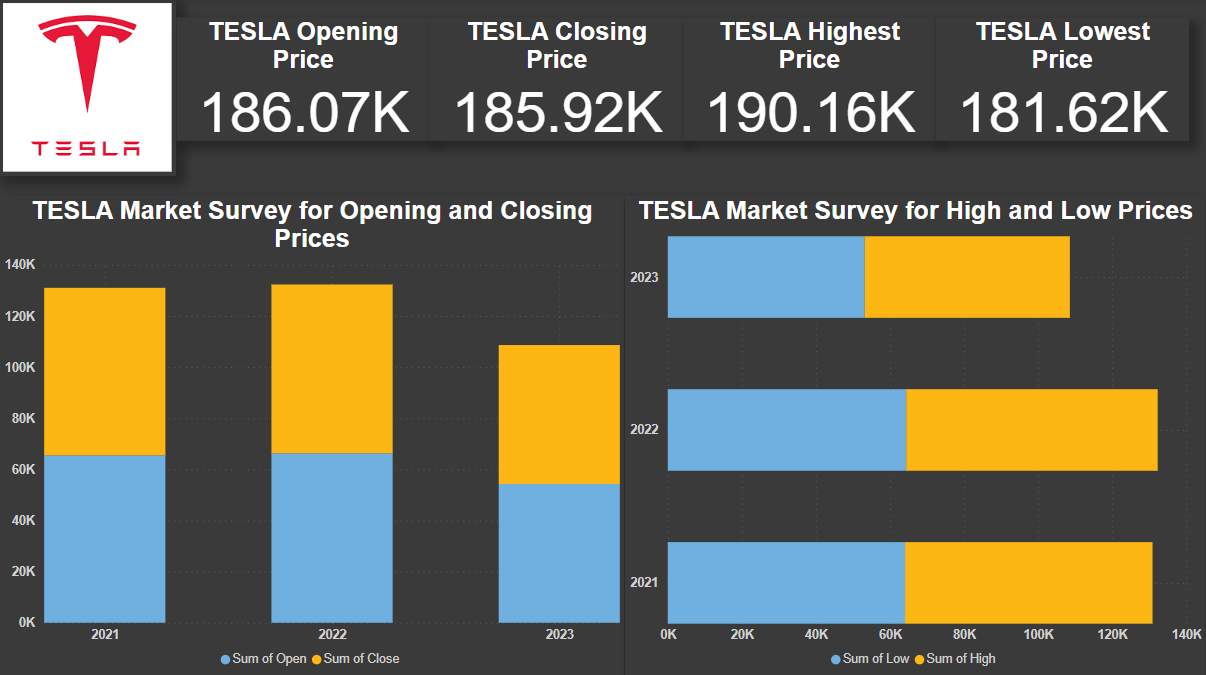 TESLA
TESLA Opening
Price
186.07K
TESLA Closing
Price
185.92K
TESLA Highest
Price
190.16K
TESLA Lowest
Price
181.62K
TESLA Market Survey for Opening and Closing
Prices
140K
120K
100K
80K
60K
40K
20K
0K
2021
2022
2023
Sum of Open
Sum of Close
TESLA Market Survey for High and Low Prices
2023
2022
2021
0K
20K
40K
60K
80K
100K
120K
140K
Sum of Low
Sum of High